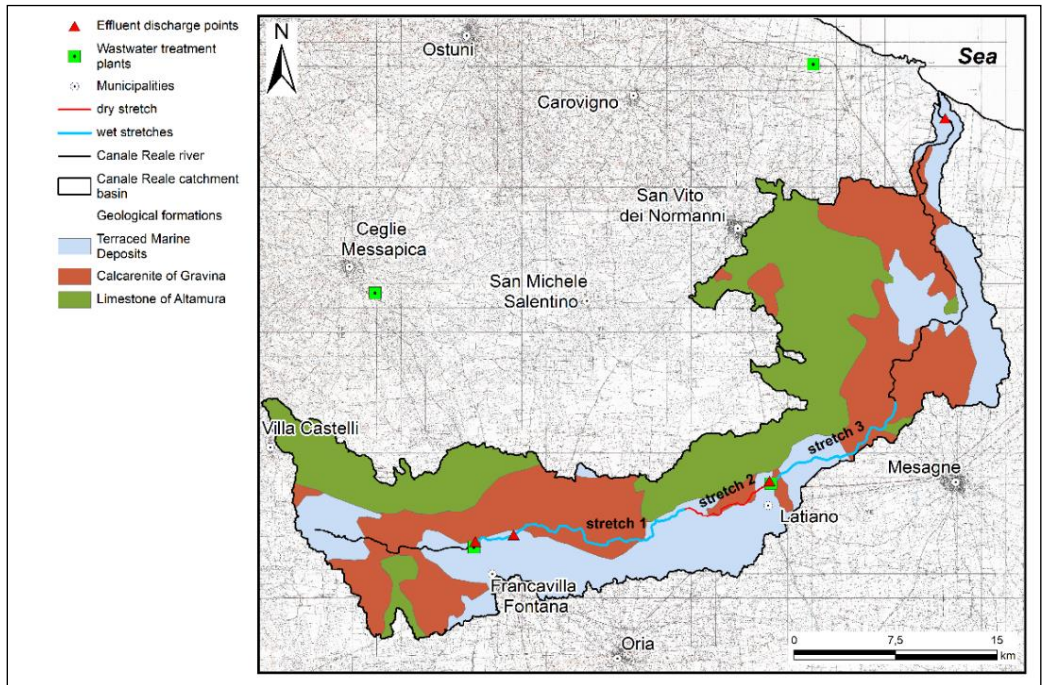 Effluent discharge points
Wastwater treatment
plants
Municipalities
dry stretch
wet stretches
Canale Reale river
Canale Reale catchment
basin
Geological formations
Terraced Marine
Deposits
Calcarenite of Gravina
Limestone of Altamura
N
Ostuni
Sea
Carovigno
San Vito
dei Normanni
Ceglie
Messapica
San Michele
Salentino
Villa Castelli
stretch 3
Mesagne
stretch 2
Latiano
stretch 1
Francavilla
Fontana
Oria
0 7,5 15
km